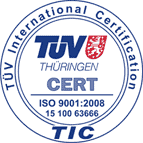 TÜV International Certification
TÜV
THÜRINGEN
CERT
ISO 9001:2008
15 100 63666
TIC